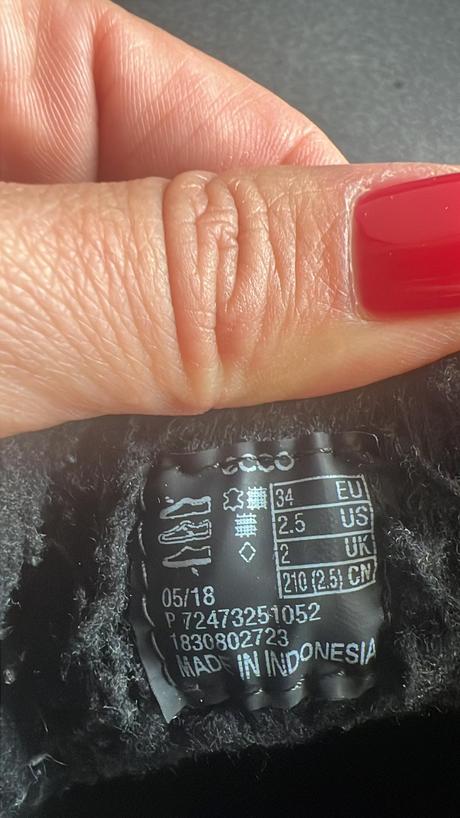 ecco
34 EU
2.5 US
2 UK
210 (2.5) CN
05/18
P 72473251052
1830802723
MADE IN INDONESIA